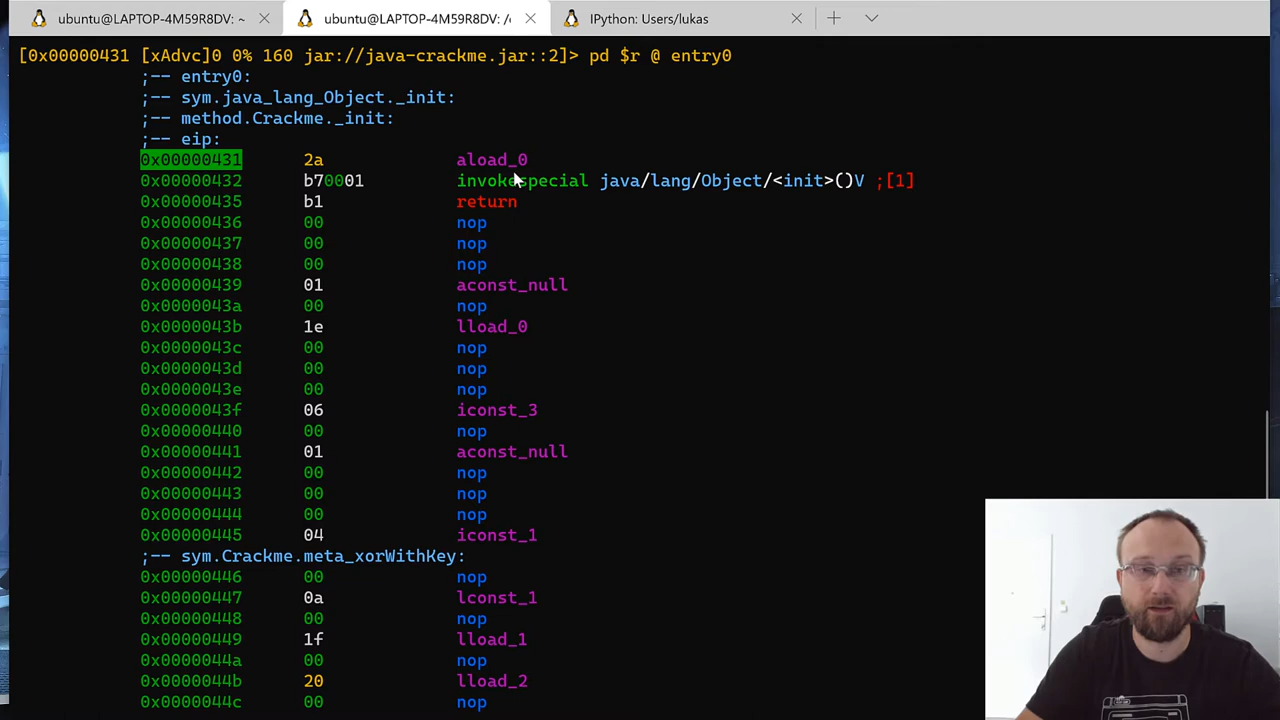 ubuntu@LAPTOP-4M59R8DV: ~
ubuntu@LAPTOP-4M59R8DV: /
IPython: Users/lukas
[0x00000431 [xAdvc]0 0% 160 jar://java-crackme.jar::2]> pd $r @ entry0
;-- entry0:
;-- sym.java_lang_Object._init:
;-- method.Crackme._init:
;-- eip:
0x00000431 2a aload_0
0x00000432 b70001 invokespecial java/lang/Object/<init>()V ;[1]
0x00000435 b1 return
0x00000436 00 nop
0x00000437 00 nop
0x00000438 00 nop
0x00000439 01 aconst_null
0x0000043a 00 nop
0x0000043b 1e lload_0
0x0000043c 00 nop
0x0000043d 00 nop
0x0000043e 00 nop
0x0000043f 06 iconst_3
0x00000440 00 nop
0x00000441 01 aconst_null
0x00000442 00 nop
0x00000443 00 nop
0x00000444 00 nop
0x00000445 04 iconst_1
;-- sym.Crackme.meta_xorWithKey:
0x00000446 00 nop
0x00000447 0a lconst_1
0x00000448 00 nop
0x00000449 1f lload_1
0x0000044a 00 nop
0x0000044b 20 lload_2
0x0000044c 00 nop